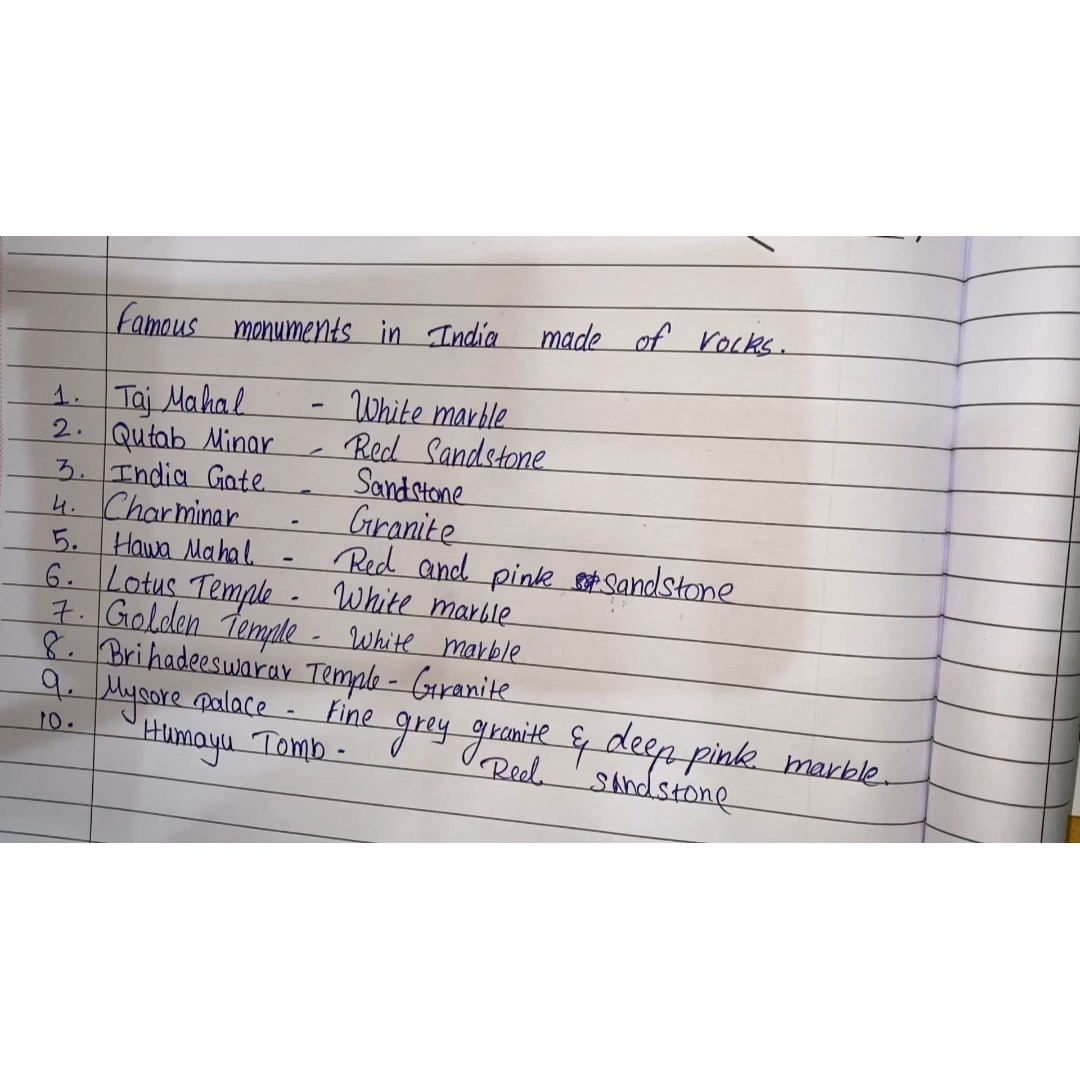 Famous monuments in India made of rocks.
1. Taj Mahal - White marble
2. Qutab Minar - Red Sandstone
3. India Gate - Sandstone
4. Charminar - Granite
5. Hawa Mahal - Red and pink sandstone
6. Lotus Temple - White marble
7. Golden Temple - White marble
8. Brihadeeswarar Temple - Granite
9. Mysore palace - Fine grey granite & deep pink marble.
10. Humayu Tomb - Red sandstone